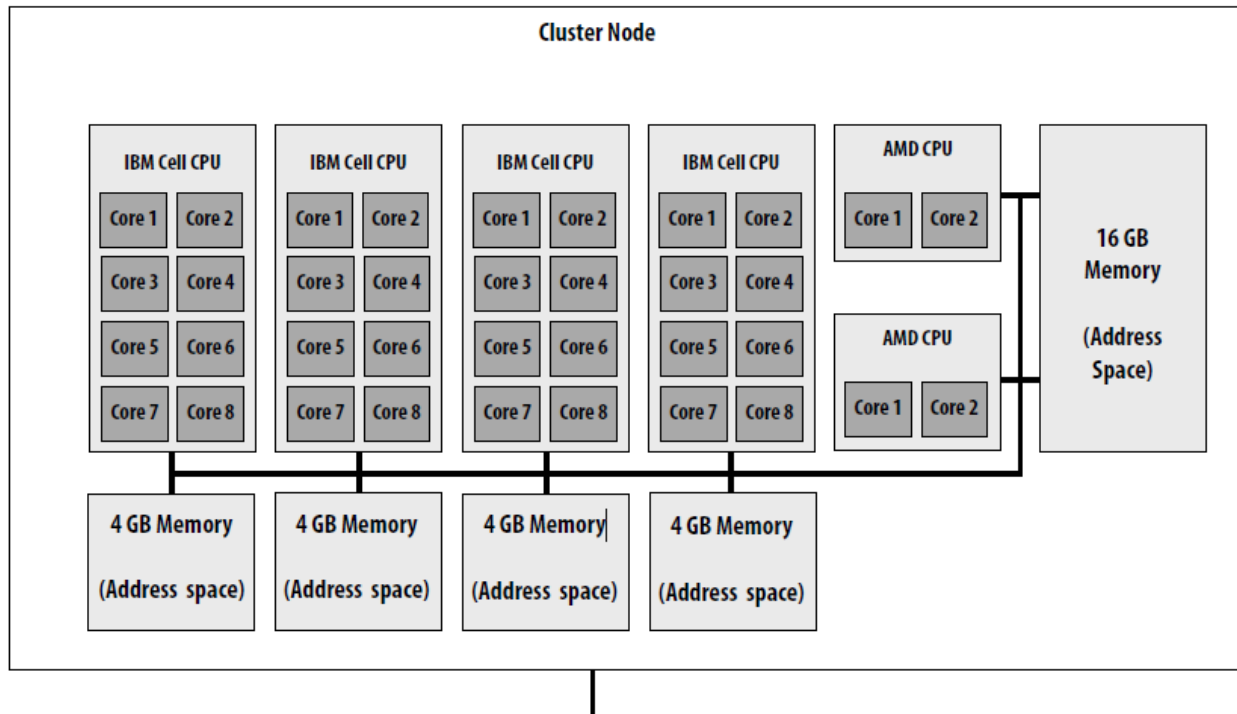 Cluster Node
IBM Cell CPU
Core 1 Core 2
Core 3 Core 4
Core 5 Core 6
Core 7 Core 8
IBM Cell CPU
Core 1 Core 2
Core 3 Core 4
Core 5 Core 6
Core 7 Core 8
IBM Cell CPU
Core 1 Core 2
Core 3 Core 4
Core 5 Core 6
Core 7 Core 8
IBM Cell CPU
Core 1 Core 2
Core 3 Core 4
Core 5 Core 6
Core 7 Core 8
AMD CPU
Core 1 Core 2
AMD CPU
Core 1 Core 2
16 GB
Memory
(Address
Space)
4 GB Memory
(Address space)
4 GB Memory
(Address space)
4 GB Memory
(Address space)
4 GB Memory
(Address space)